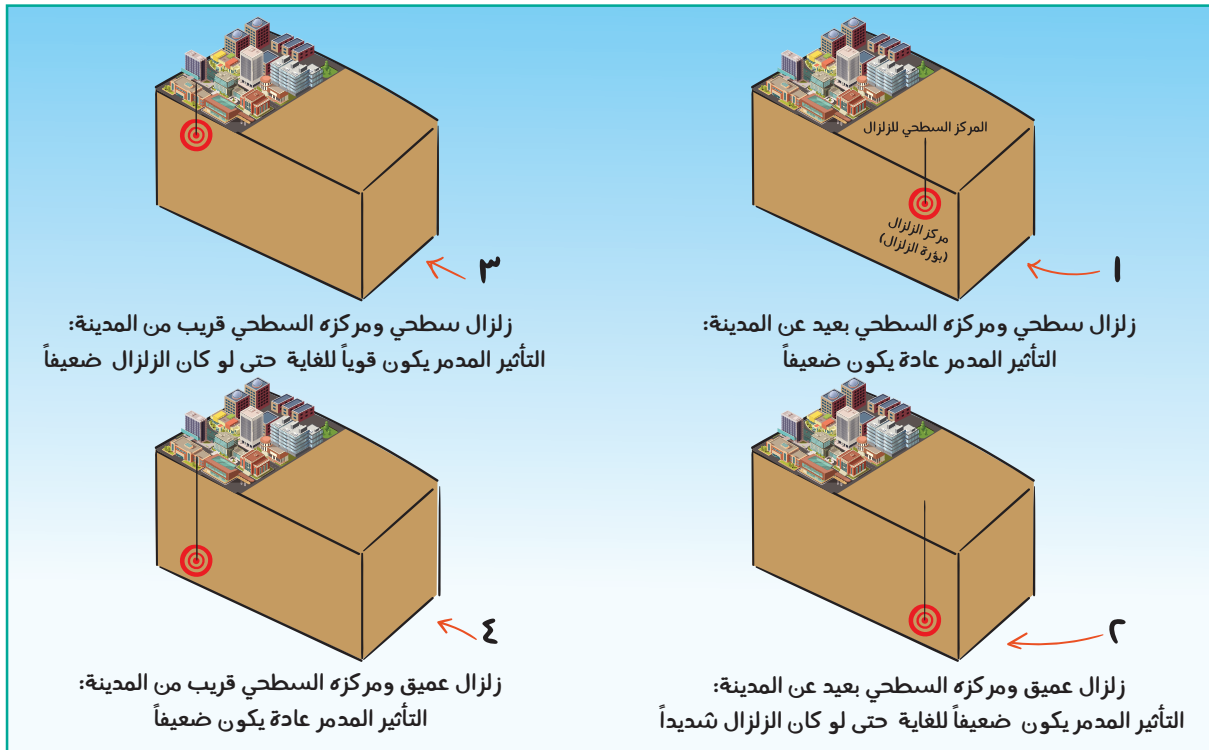 المركز السطحي للزلزال
مركز الزلزال
(بؤرة الزلزال)
١
زلزال سطحي ومركزه السطحي بعيد عن المدينة:
التأثير المدمر عادة يكون ضعيفاً
٢
زلزال عميق ومركزه السطحي بعيد عن المدينة:
التأثير المدمر يكون ضعيفاً للغاية حتى لو كان الزلزال شديداً
٣
زلزال سطحي ومركزه السطحي قريب من المدينة:
التأثير المدمر يكون قوياً للغاية حتى لو كان الزلزال ضعيفاً
٤
زلزال عميق ومركزه السطحي قريب من المدينة:
التأثير المدمر عادة يكون ضعيفاً